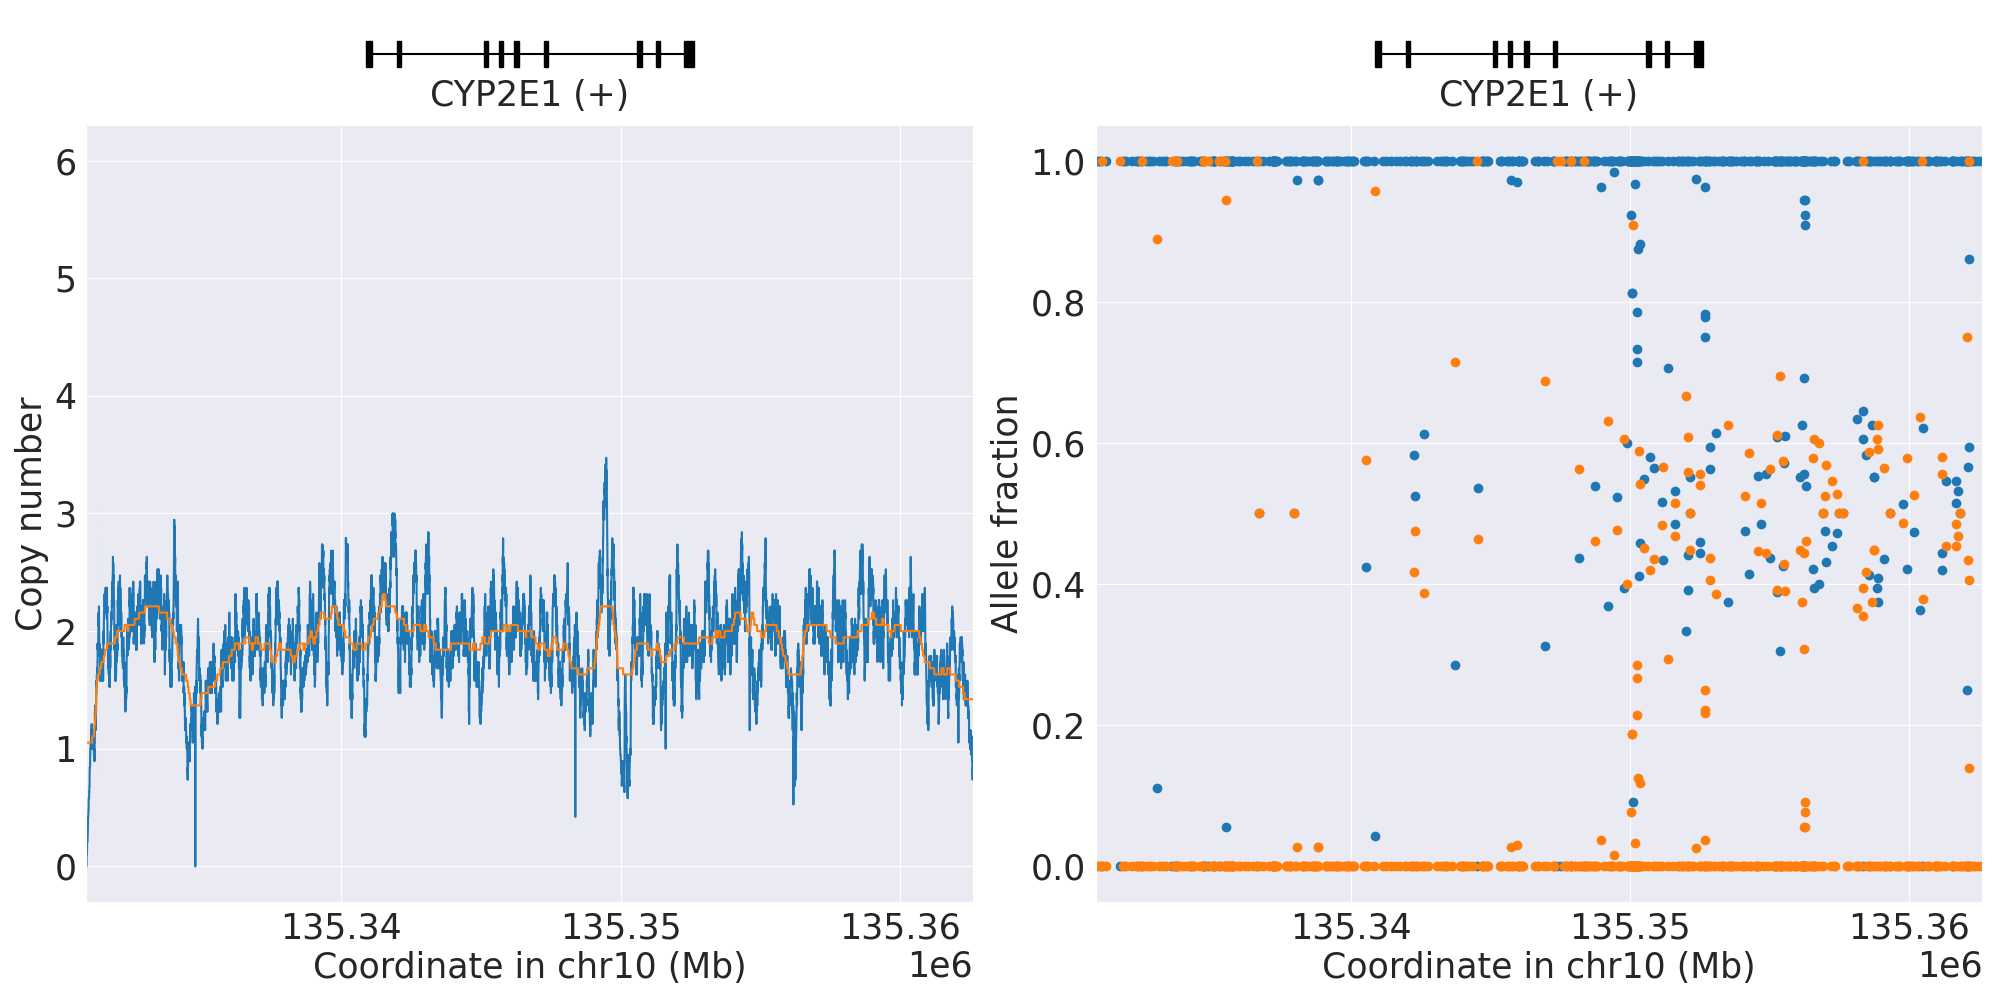 CYP2E1 (+)
6
5
4
3
2
1
0
Copy number
135.34 135.35 135.36
Coordinate in chr10 (Mb)
1e6
CYP2E1 (+)
1.0
0.8
0.6
0.4
0.2
0.0
Allele fraction
135.34 135.35 135.36
Coordinate in chr10 (Mb)
1e6